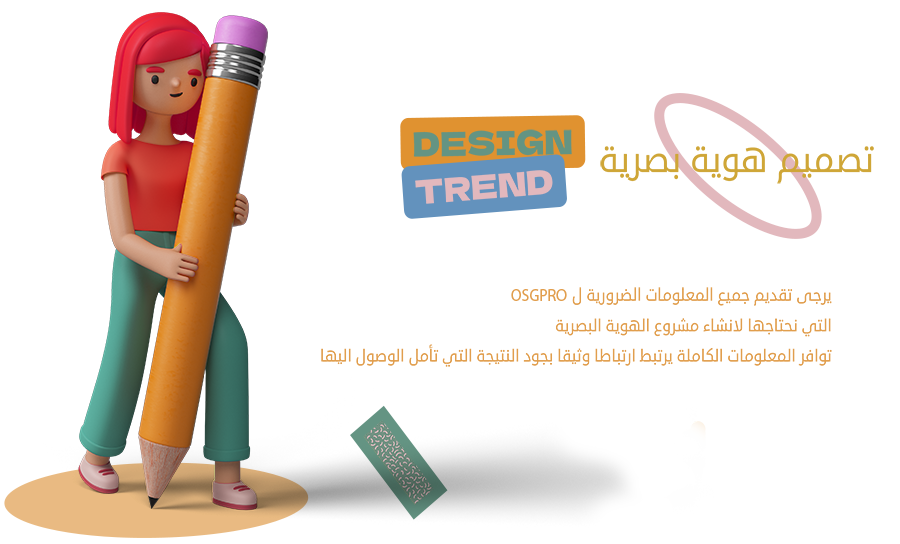 DESIGN
TREND
تصميم هوية بصرية
يرجى تقديم جميع المعلومات الضرورية ل OSGPRO
التي نحتاجها لانشاء مشروع الهوية البصرية
توافر المعلومات الكاملة يرتبط ارتباطا وثيقا بجود النتيجة التي تأمل الوصول اليها